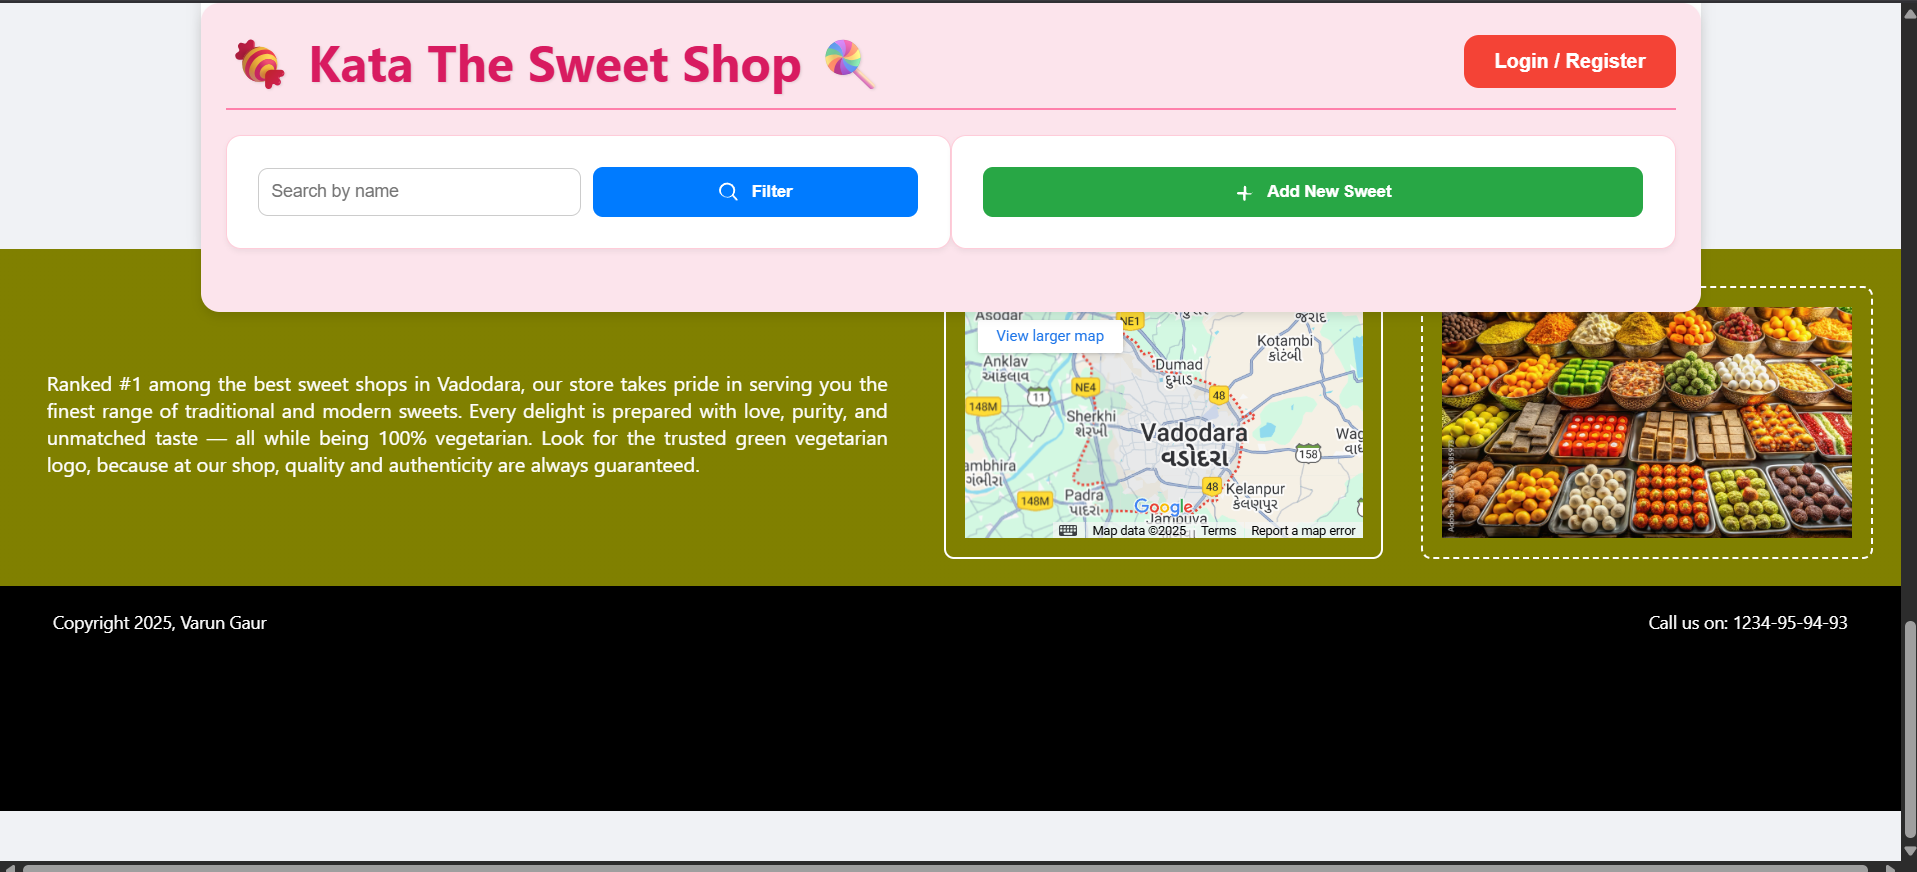 Kata The Sweet Shop
Login / Register
Search by name
Filter
Add New Sweet
Ranked #1 among the best sweet shops in Vadodara, our store takes pride in serving you the
finest range of traditional and modern sweets. Every delight is prepared with love, purity, and
unmatched taste — all while being 100% vegetarian. Look for the trusted green vegetarian
logo, because at our shop, quality and authenticity are always guaranteed.
Asodar
View larger map
NE1
Kotambi
કોટંબી
Anklav
આંકલાવ
Dumad
દુમાડ
NE4
11
48
148M
Sherkhi
શેરખી
Vadodara
વડોદરા
158
48
Kelanpur
કેલણપુર
148M
Padra
પાદરા
Google
Map data ©2025
Terms
Report a map error
Copyright 2025, Varun Gaur
Call us on: 1234-95-94-93